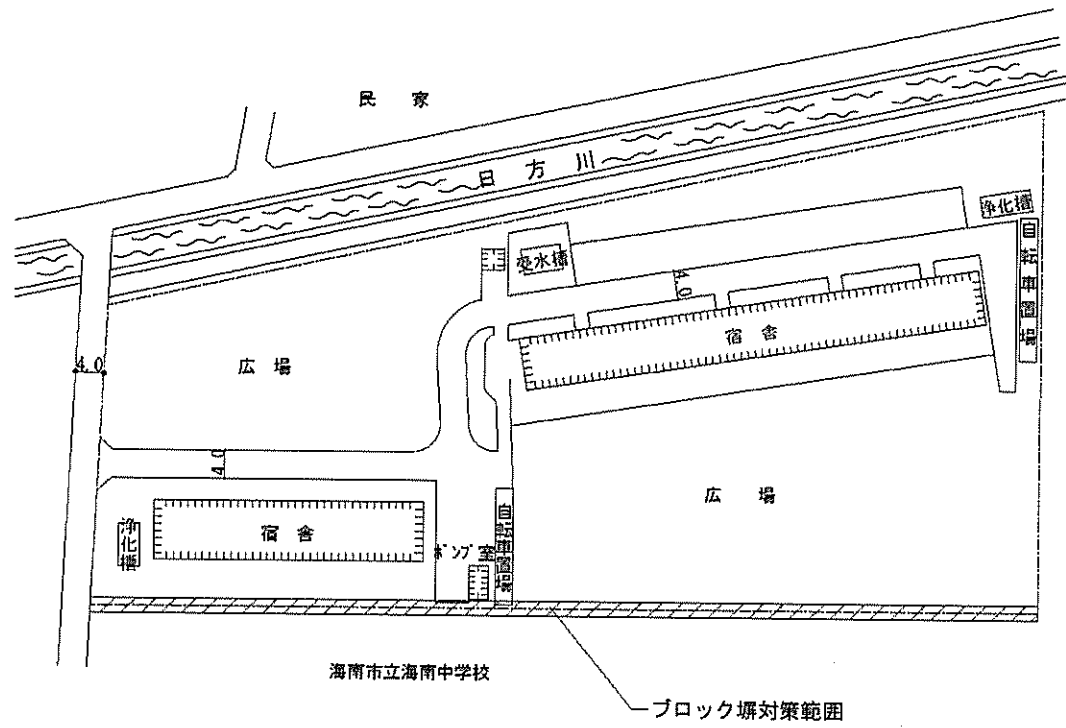 民 家
日 方 川
浄化槽
受水槽
自転車置場
4.0
宿 舎
4.0
広 場
4.0
広 場
浄化槽
宿 舎
ポンプ室
自転車置場
海南市立海南中学校
ブロック塀対策範囲